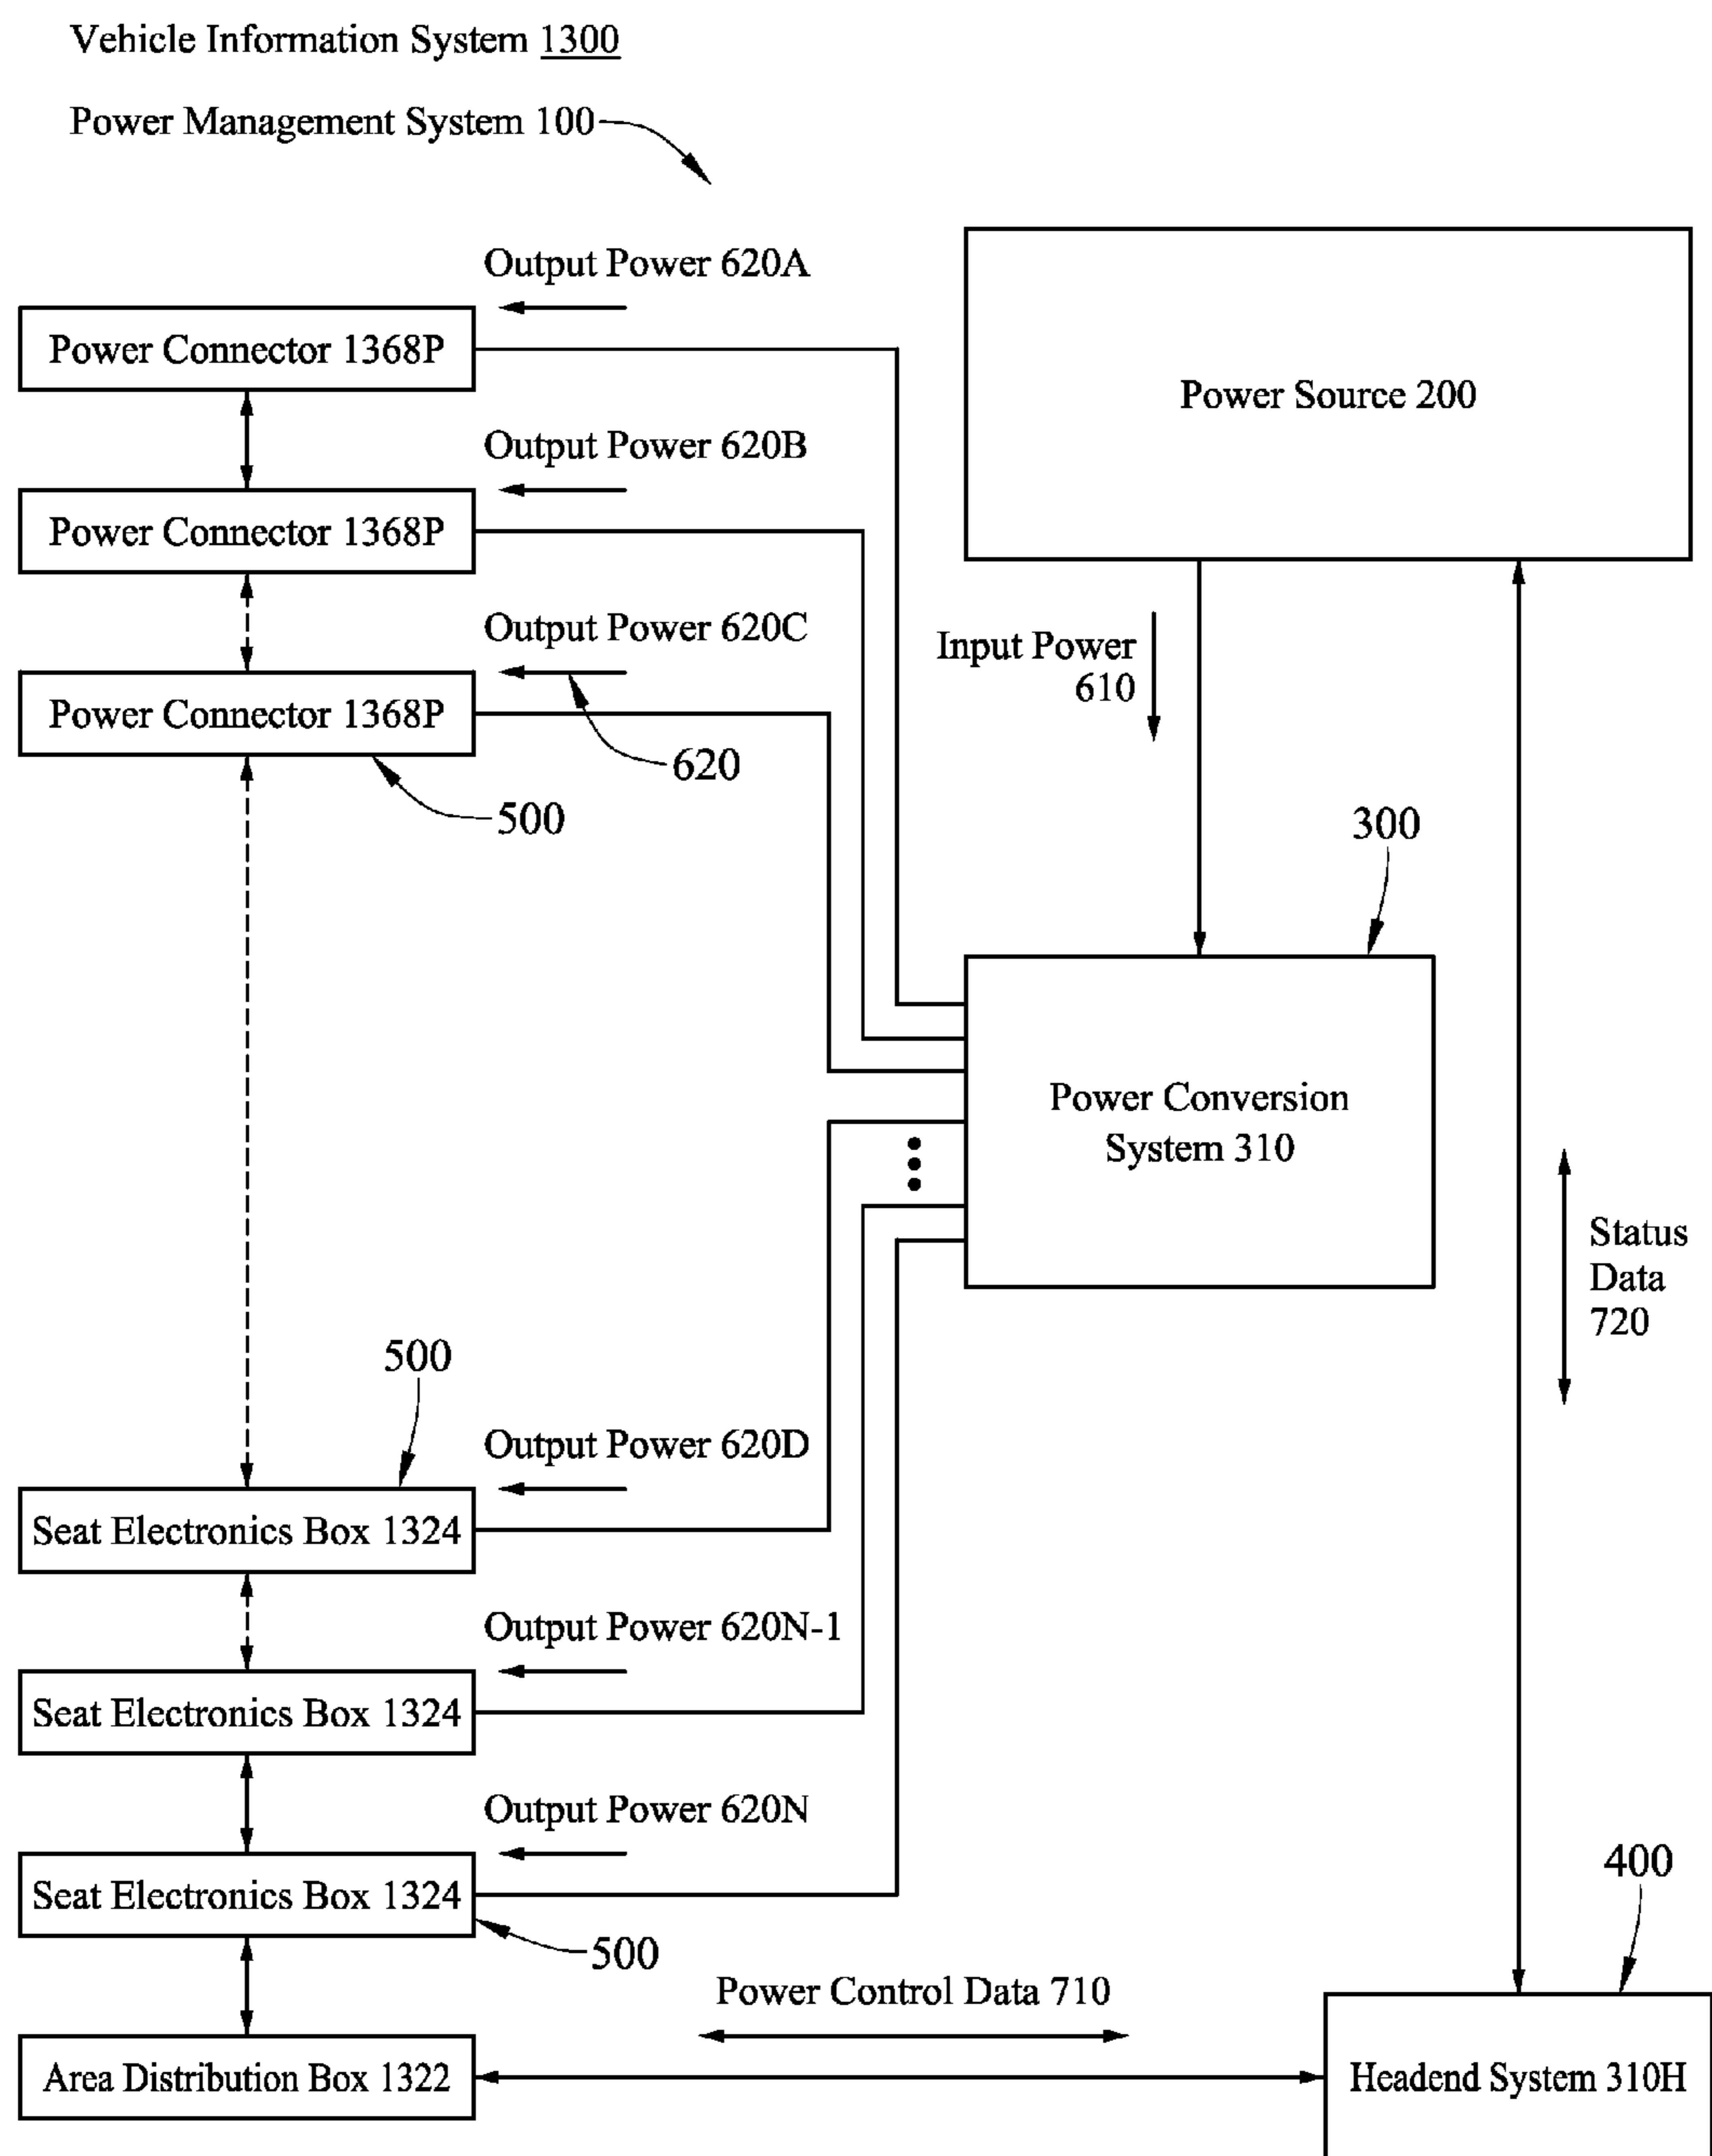 Vehicle Information System 1300
Power Management System 100
Output Power 620A
Power Connector 1368P
Power Source 200
Output Power 620B
Power Connector 1368P
Output Power 620C
Input Power
610
Power Connector 1368P
620
500
300
Power Conversion
System 310
Status
Data
720
500
Output Power 620D
Seat Electronics Box 1324
Output Power 620N-1
Seat Electronics Box 1324
Output Power 620N
400
Seat Electronics Box 1324
500
Power Control Data 710
Area Distribution Box 1322
Headend System 310H